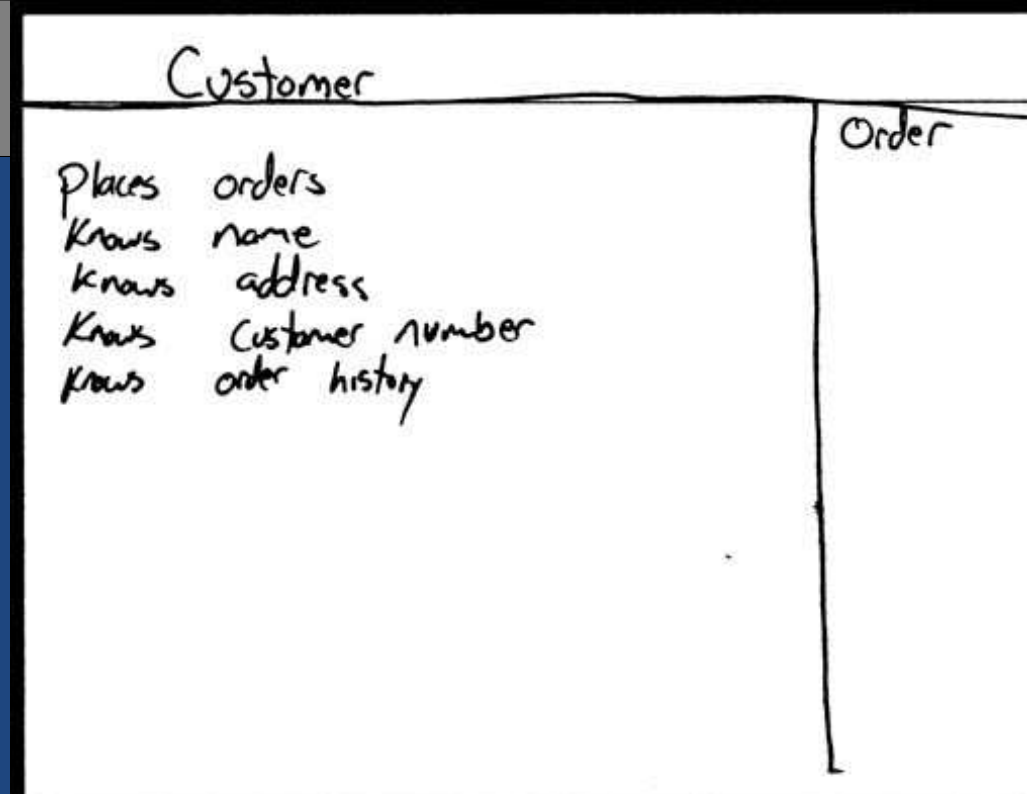 Customer
Order
Places orders
Knows name
Knows address
Knows Customer number
Knows order history